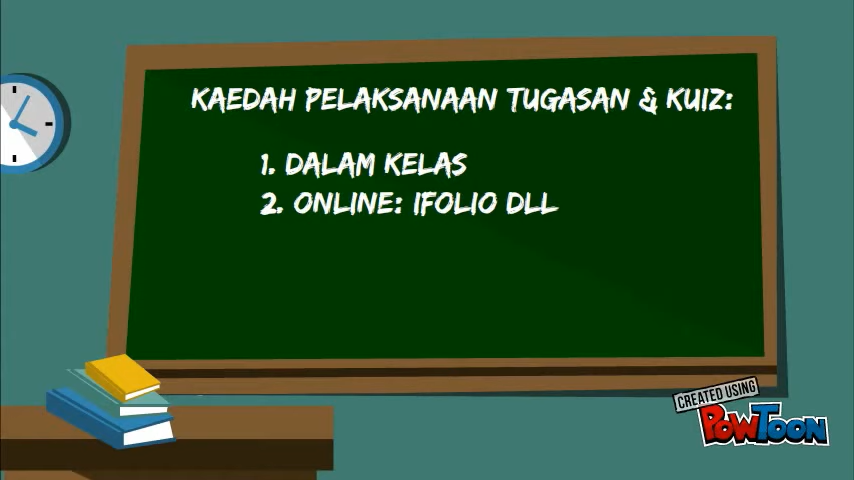 KAEDAH PELAKSANAAN TUGASAN & KUIZ:
1. DALAM KELAS
2. ONLINE: IFOLIO DLL
CREATED USING
POWTOON